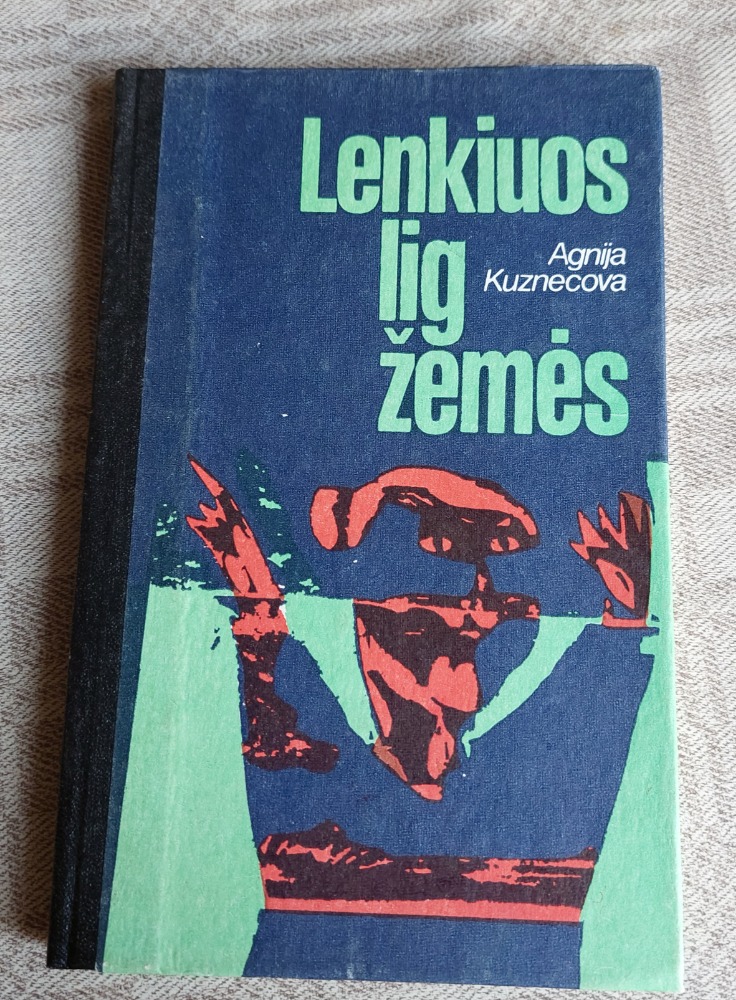 Lenkiuos
lig
Agnija
Kuznecova
žemės